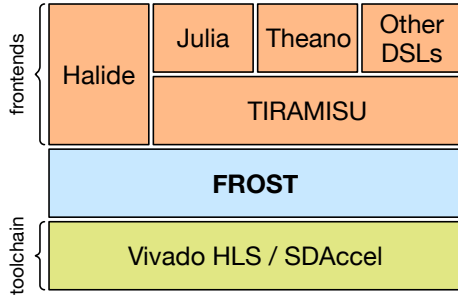 frontends
Halide
Julia
Theano
Other
DSLs
TIRAMISU
FROST
toolchain
Vivado HLS / SDAccel